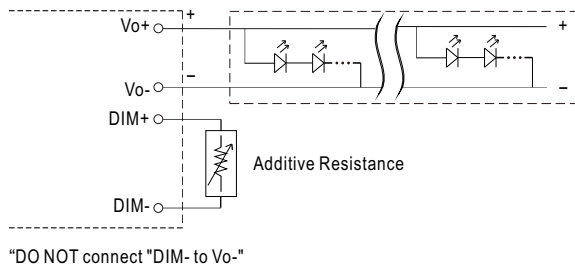 Vo+
+
+
Vo-
−
−
DIM+
Additive Resistance
DIM-
“DO NOT connect "DIM- to Vo-"